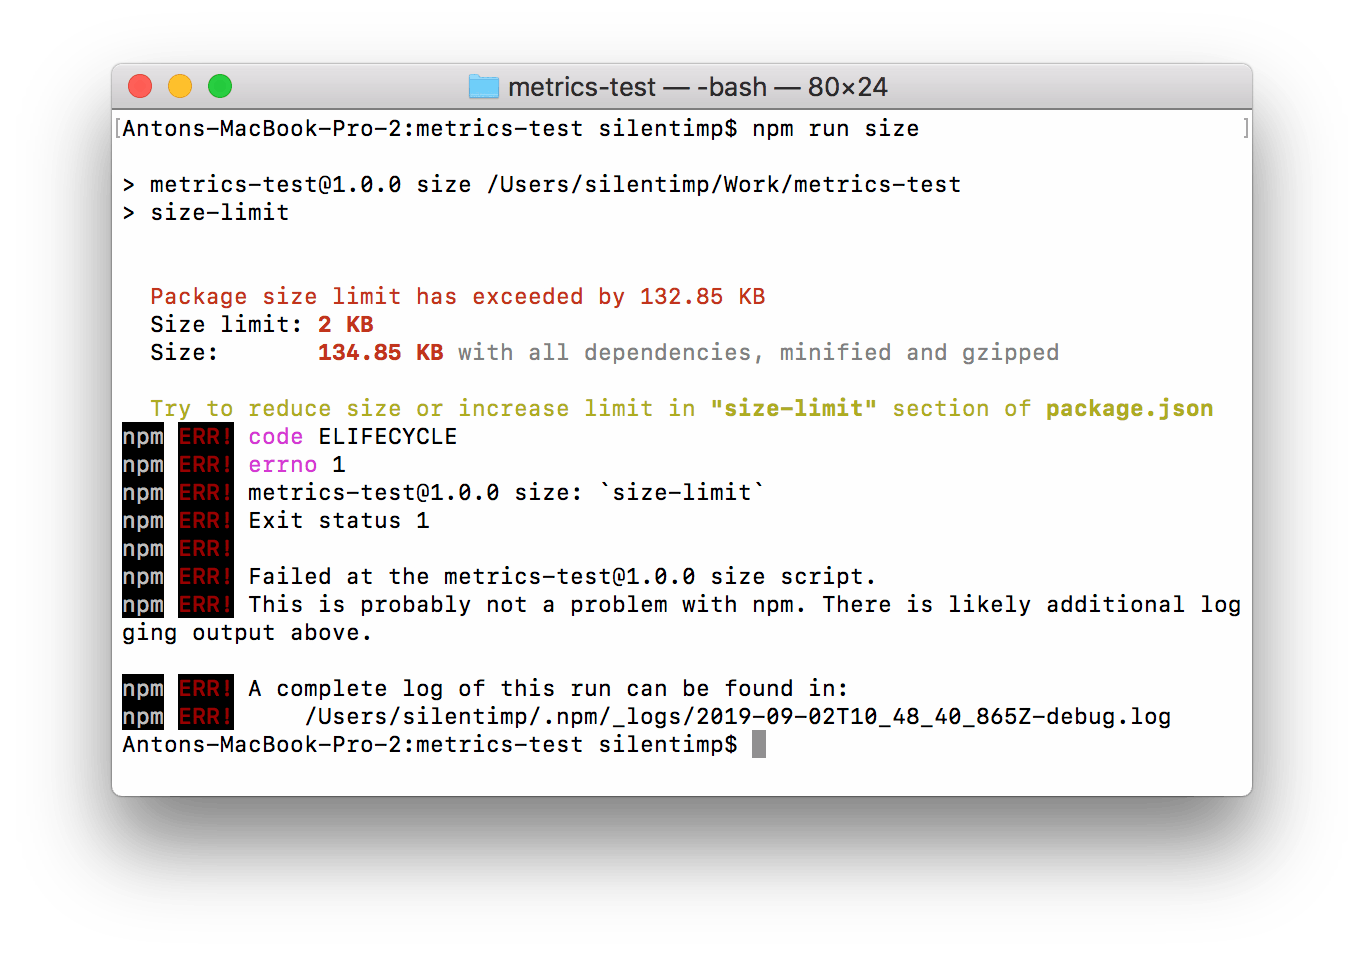 metrics-test — -bash — 80×24
[Antons-MacBook-Pro-2:metrics-test silentimp$ npm run size ]
> metrics-test@1.0.0 size /Users/silentimp/Work/metrics-test
> size-limit
Package size limit has exceeded by 132.85 KB
Size limit: 2 KB
Size: 134.85 KB with all dependencies, minified and gzipped
Try to reduce size or increase limit in "size-limit" section of package.json
npm ERR! code ELIFECYCLE
npm ERR! errno 1
npm ERR! metrics-test@1.0.0 size: `size-limit`
npm ERR! Exit status 1
npm ERR!
npm ERR! Failed at the metrics-test@1.0.0 size script.
npm ERR! This is probably not a problem with npm. There is likely additional log
ging output above.
npm ERR! A complete log of this run can be found in:
npm ERR! /Users/silentimp/.npm/_logs/2019-09-02T10_48_40_865Z-debug.log
Antons-MacBook-Pro-2:metrics-test silentimp$